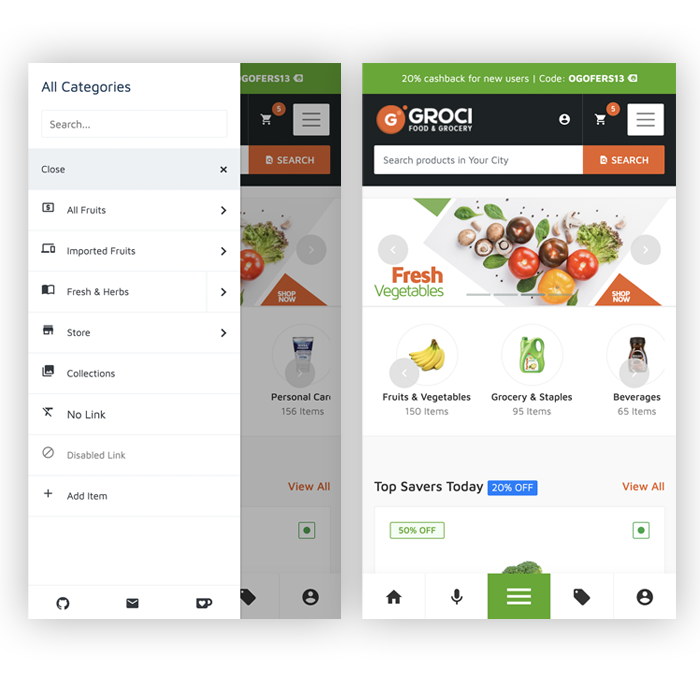 All Categories
Search...
Close
All Fruits
Imported Fruits
Fresh & Herbs
Store
Collections
No Link
Disabled Link
Add Item
OGOFERS13
5
SEARCH
SHOP
NOW
Personal Care
156 Items
View All
20% cashback for new users | Code: OGOFERS13
G GROCI
FOOD & GROCERY
5
Search products in Your City
SEARCH
Fresh
Vegetables
SHOP
NOW
Fruits & Vegetables
150 Items
Grocery & Staples
95 Items
Beverages
65 Items
Top Savers Today 20% OFF
View All
50% OFF